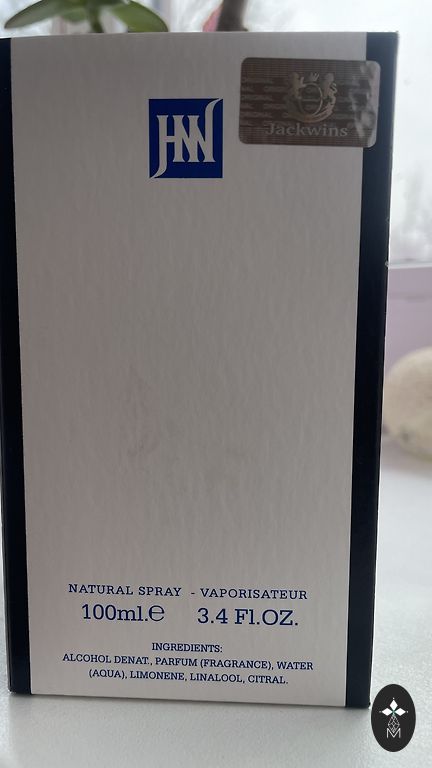 JW
Jackwins
NATURAL SPRAY - VAPORISATEUR
100ml.℮ 3.4 Fl.OZ.
INGREDIENTS:
ALCOHOL DENAT., PARFUM (FRAGRANCE), WATER
(AQUA), LIMONENE, LINALOOL, CITRAL.
M